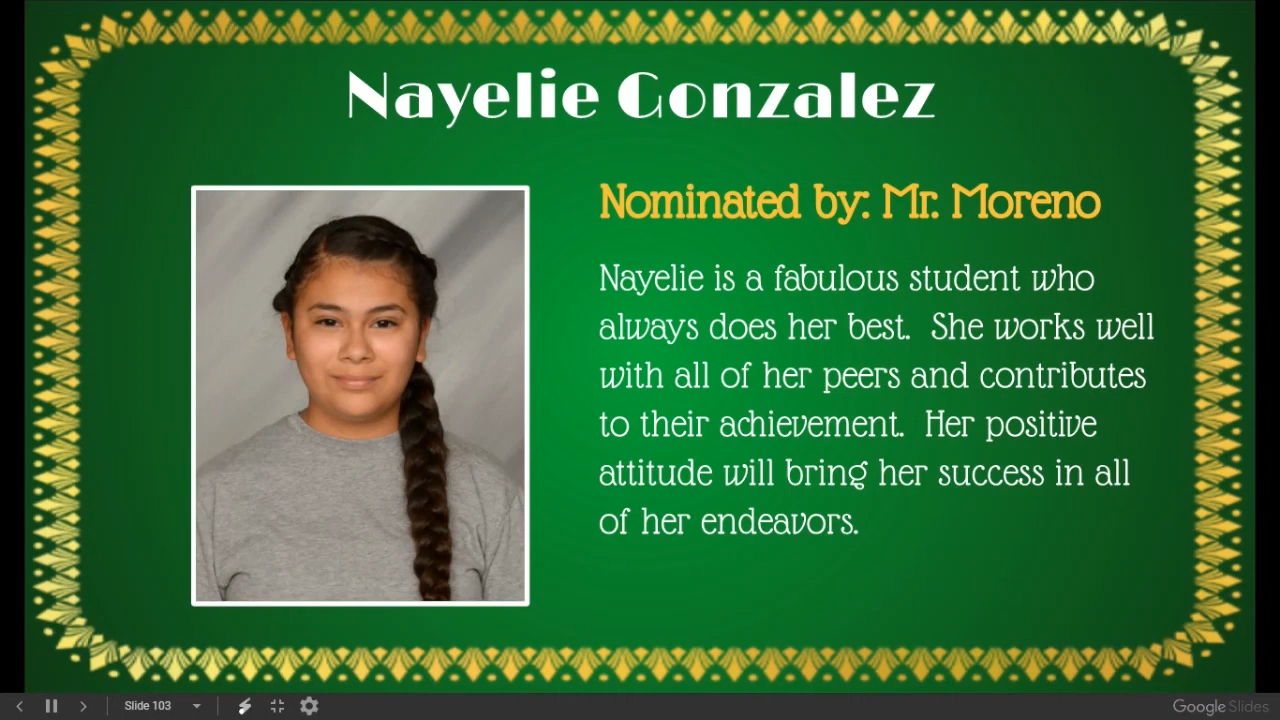 Nayelie Gonzalez
Nominated by: Mr. Moreno
Nayelie is a fabulous student who
always does her best.  She works well
with all of her peers and contributes
to their achievement.  Her positive
attitude will bring her success in all
of her endeavors.
Slide 103
Google Slides